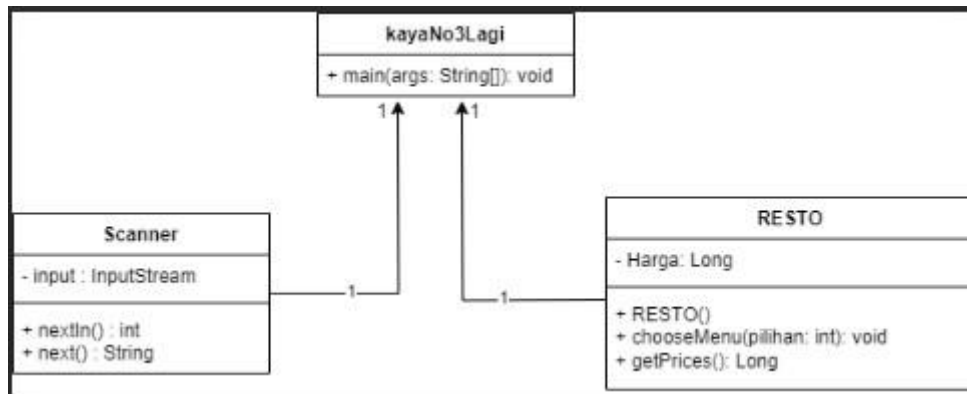 kayaNo3Lagi
+ main(args: String[]): void
1
1
Scanner
- input : InputStream
+ nextIn() : int
+ next() : String
1
RESTO
- Harga: Long
+ RESTO()
+ chooseMenu(pilihan: int): void
+ getPrices(): Long
1